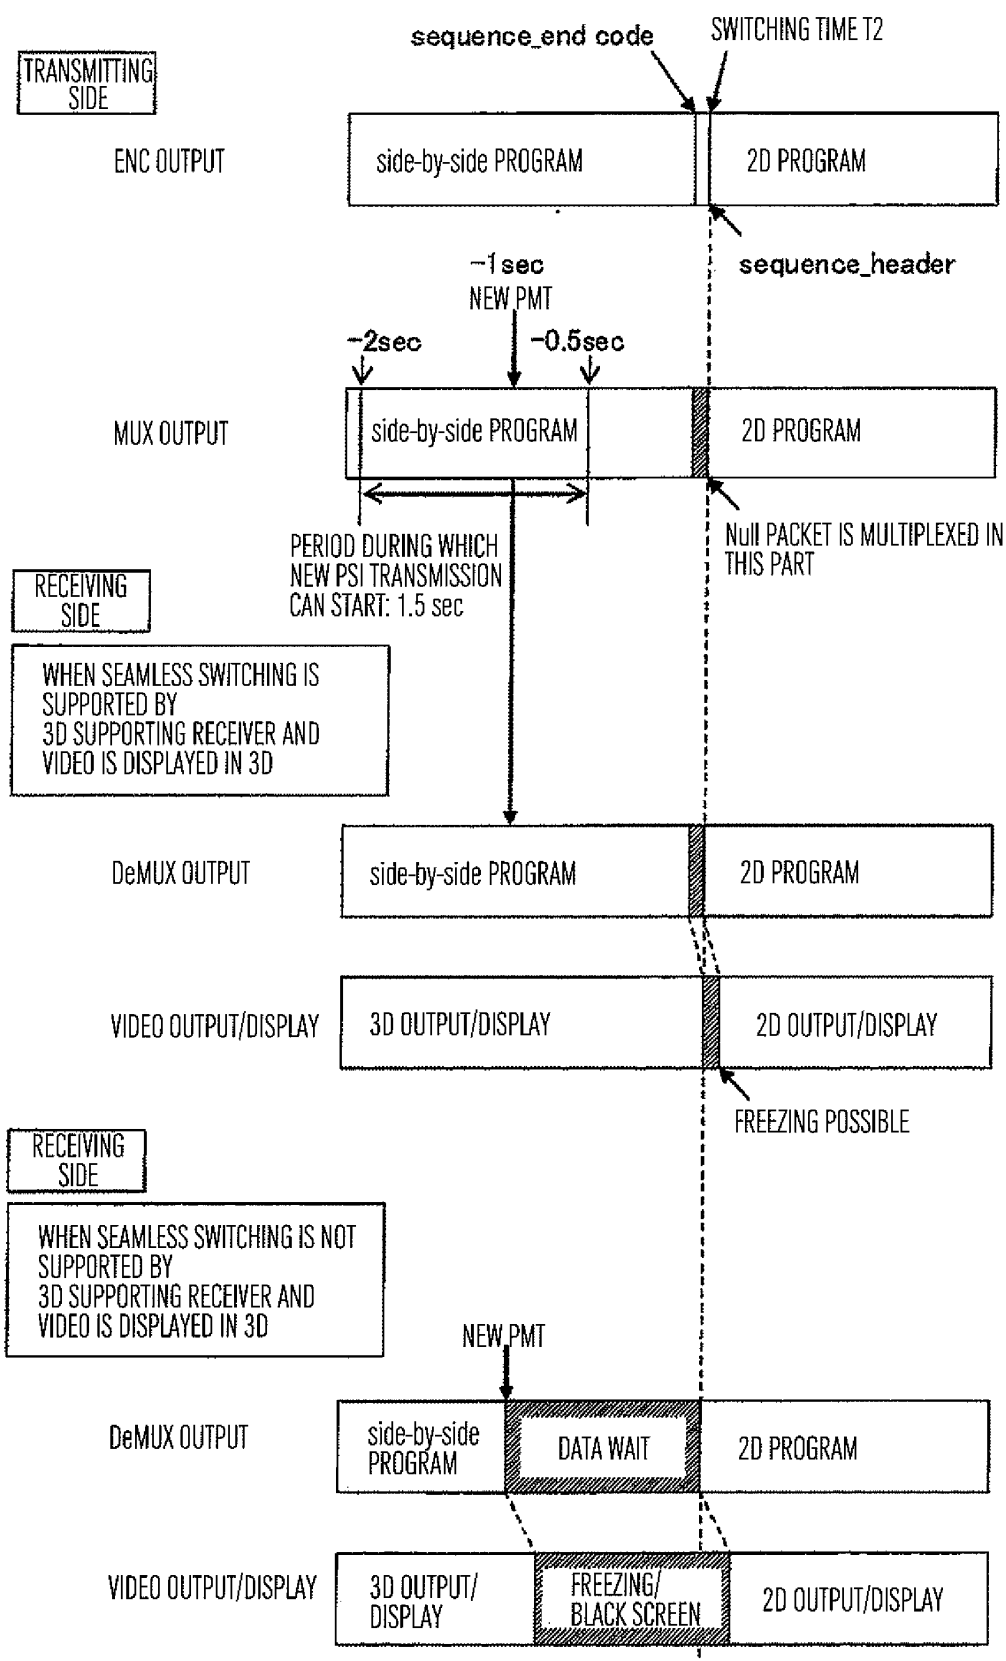 sequence_end code
SWITCHING TIME T2
TRANSMITTING
SIDE
ENC OUTPUT
side-by-side PROGRAM
2D PROGRAM
sequence_header
-1sec
NEW PMT
-2sec
-0.5sec
MUX OUTPUT
side-by-side PROGRAM
2D PROGRAM
Null PACKET IS MULTIPLEXED IN
THIS PART
PERIOD DURING WHICH
NEW PSI TRANSMISSION
CAN START: 1.5 sec
RECEIVING
SIDE
WHEN SEAMLESS SWITCHING IS
SUPPORTED BY
3D SUPPORTING RECEIVER AND
VIDEO IS DISPLAYED IN 3D
DeMUX OUTPUT
side-by-side PROGRAM
2D PROGRAM
VIDEO OUTPUT/DISPLAY
3D OUTPUT/DISPLAY
2D OUTPUT/DISPLAY
FREEZING POSSIBLE
RECEIVING
SIDE
WHEN SEAMLESS SWITCHING IS NOT
SUPPORTED BY
3D SUPPORTING RECEIVER AND
VIDEO IS DISPLAYED IN 3D
NEW PMT
DeMUX OUTPUT
side-by-side
PROGRAM
DATA WAIT
2D PROGRAM
VIDEO OUTPUT/DISPLAY
3D OUTPUT/
DISPLAY
FREEZING/
BLACK SCREEN
2D OUTPUT/DISPLAY